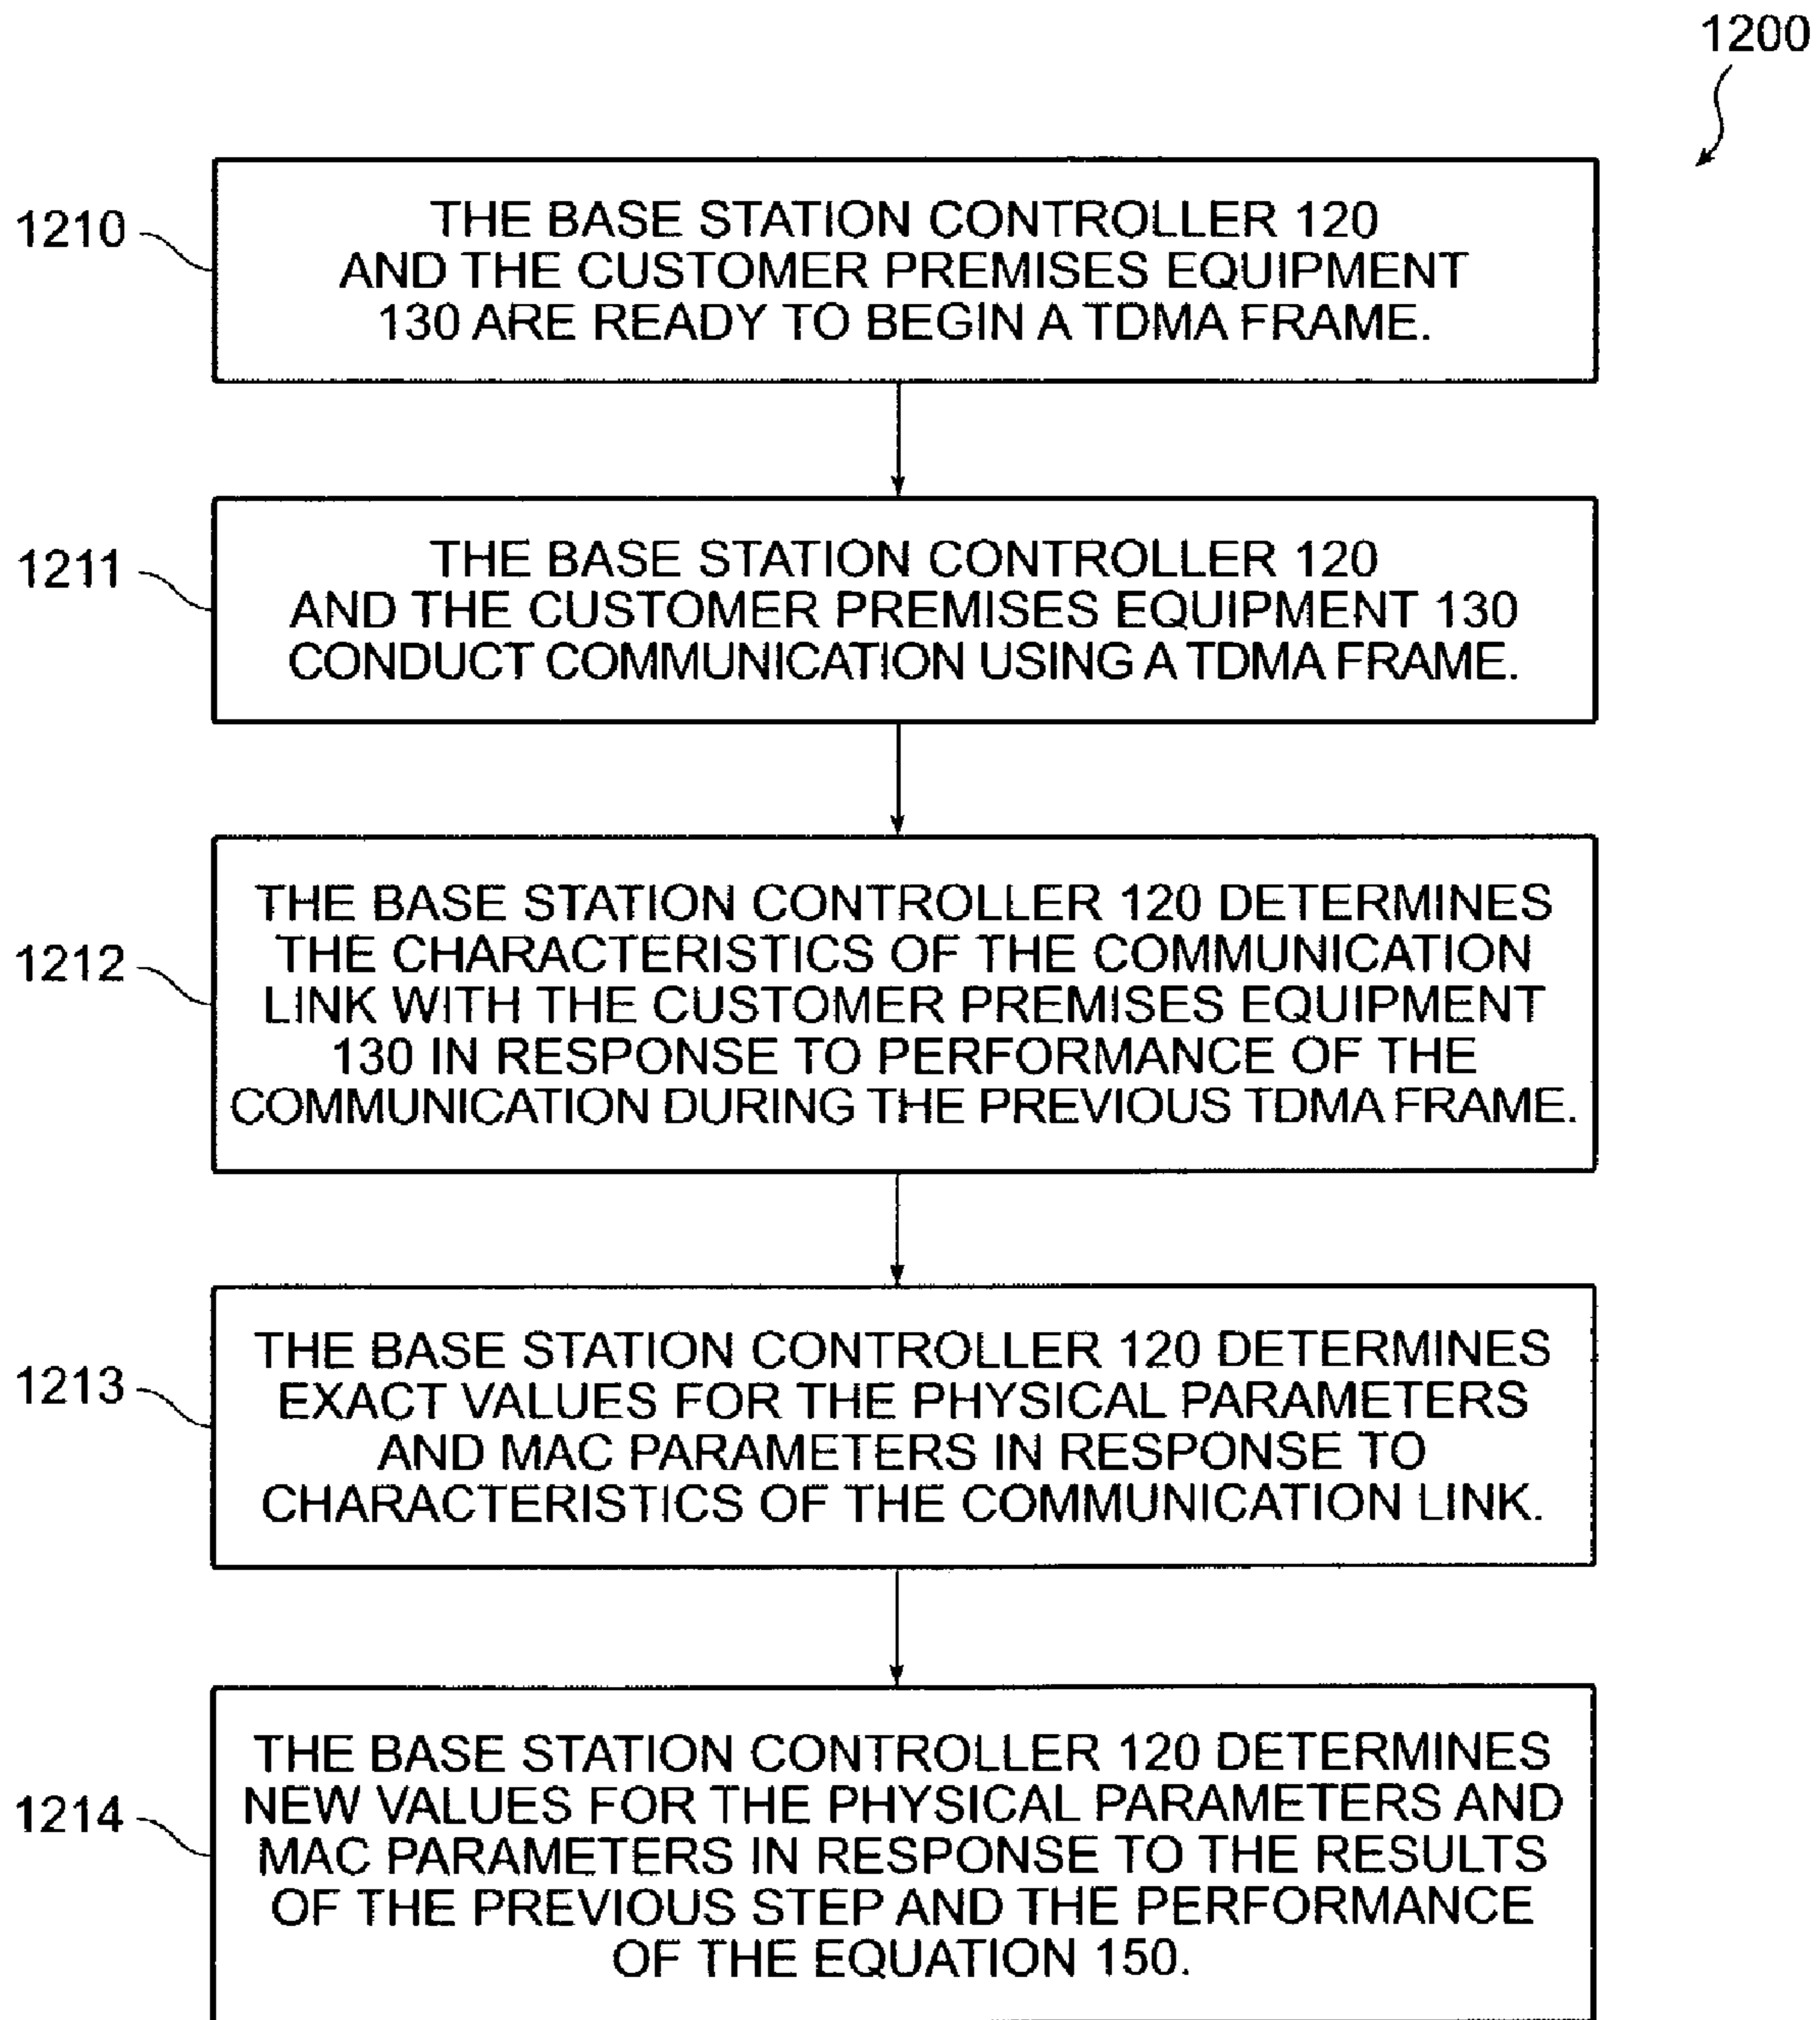 1200
1210
THE BASE STATION CONTROLLER 120
AND THE CUSTOMER PREMISES EQUIPMENT
130 ARE READY TO BEGIN A TDMA FRAME.
1211
THE BASE STATION CONTROLLER 120
AND THE CUSTOMER PREMISES EQUIPMENT 130
CONDUCT COMMUNICATION USING A TDMA FRAME.
1212
THE BASE STATION CONTROLLER 120 DETERMINES
THE CHARACTERISTICS OF THE COMMUNICATION
LINK WITH THE CUSTOMER PREMISES EQUIPMENT
130 IN RESPONSE TO PERFORMANCE OF THE
COMMUNICATION DURING THE PREVIOUS TDMA FRAME.
1213
THE BASE STATION CONTROLLER 120 DETERMINES
EXACT VALUES FOR THE PHYSICAL PARAMETERS
AND MAC PARAMETERS IN RESPONSE TO
CHARACTERISTICS OF THE COMMUNICATION LINK.
1214
THE BASE STATION CONTROLLER 120 DETERMINES
NEW VALUES FOR THE PHYSICAL PARAMETERS AND
MAC PARAMETERS IN RESPONSE TO THE RESULTS
OF THE PREVIOUS STEP AND THE PERFORMANCE
OF THE EQUATION 150.